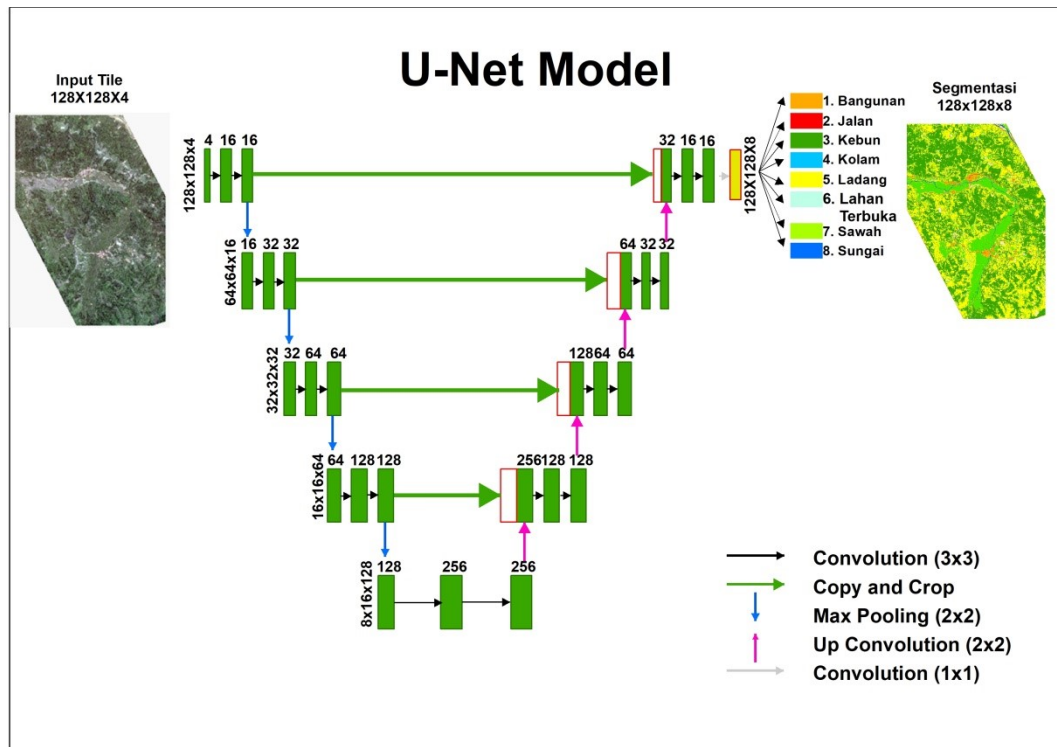 U-Net Model
Input Tile
128X128X4
128x128x4
4 16 16
64x64x16
16 32 32
32x32x32
32 64 64
16x16x64
64 128 128
8x16x128
128 256 256
256 128 128
128 64 64
64 32 32
32 16 16
128X128X8
1. Bangunan
2. Jalan
3. Kebun
4. Kolam
5. Ladang
6. Lahan
Terbuka
7. Sawah
8. Sungai
Segmentasi
128x128x8
Convolution (3x3)
Copy and Crop
Max Pooling (2x2)
Up Convolution (2x2)
Convolution (1x1)